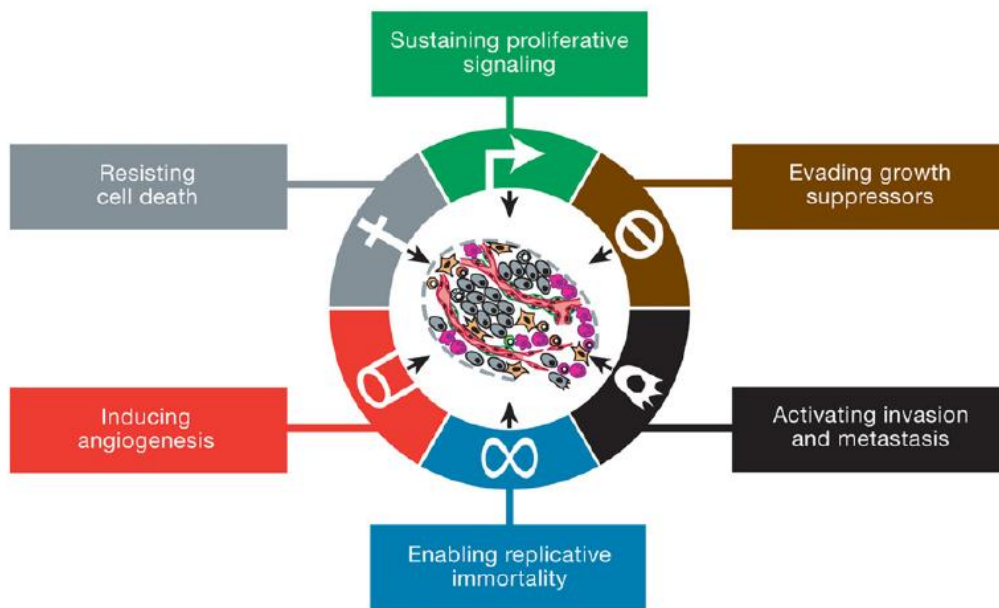 Sustaining proliferative
signaling
Resisting
cell death
Evading growth
suppressors
Inducing
angiogenesis
Activating invasion
and metastasis
Enabling replicative
immortality